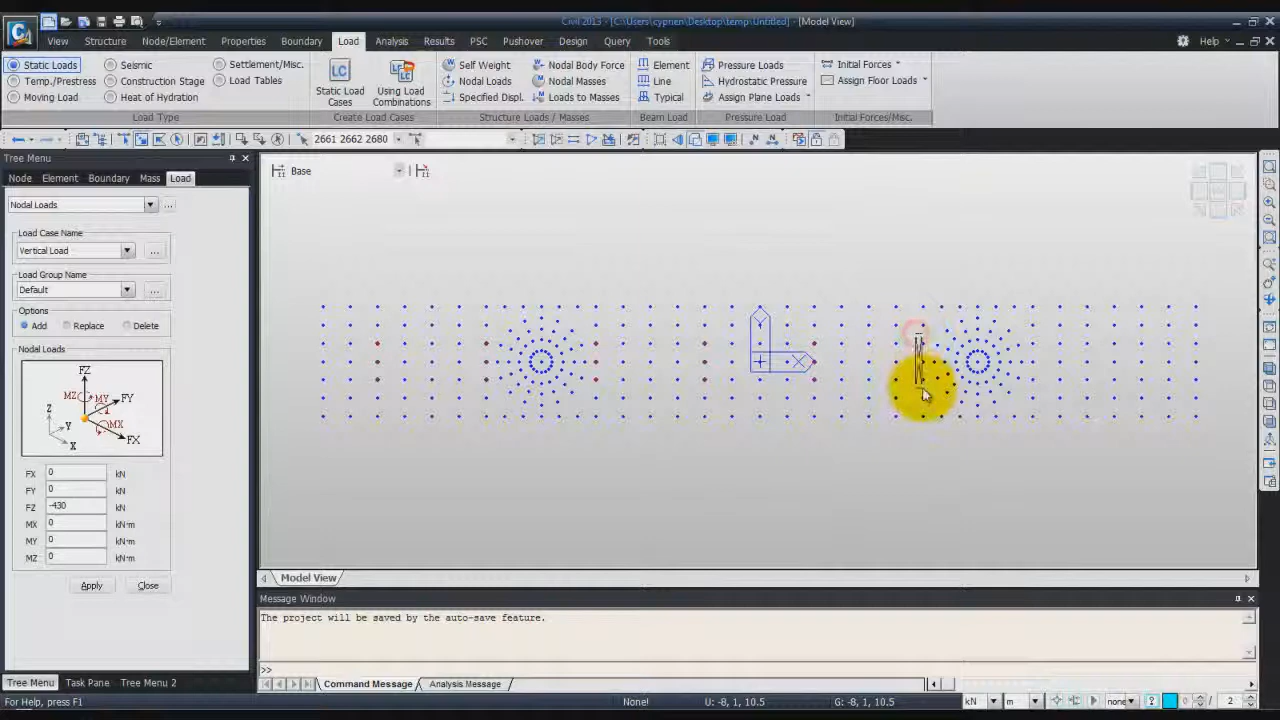 Civil 2013 - [C:\Users\cypnen\Desktop\temp\Untitled] - [Model View]
View Structure Node/Element Properties Boundary Load Analysis Results PSC Pushover Design Query Tools Help
Static Loads Seismic Settlement/Misc. Self Weight Nodal Body Force Element Pressure Loads Initial Forces
Temp./Prestress Construction Stage Load Tables Nodal Loads Nodal Masses Line Hydrostatic Pressure Assign Floor Loads
Moving Load Heat of Hydration Static Load Cases Using Load Combinations Specified Displ. Loads to Masses Typical Assign Plane Loads
Load Type Create Load Cases Structure Loads / Masses Beam Load Pressure Load Initial Forces/Misc.
2661 2662 2680
Tree Menu
Node Element Boundary Mass Load
Base
Nodal Loads
Load Case Name
Vertical Load
Load Group Name
Default
Options
Add Replace Delete
Nodal Loads
FZ
MZ MY FY
Z Y MX
X FX
FX 0 kN
FY 0 kN
FZ -430 kN
MX 0 kN·m
MY 0 kN·m
MZ 0 kN·m
Apply Close
Y
X
Model View
Message Window
The project will be saved by the auto-save feature.
>>
Tree Menu Task Pane Tree Menu 2 Command Message Analysis Message
For Help, press F1 None! U: -8, 1, 10.5 G: -8, 1, 10.5 kN m none 0 / 2